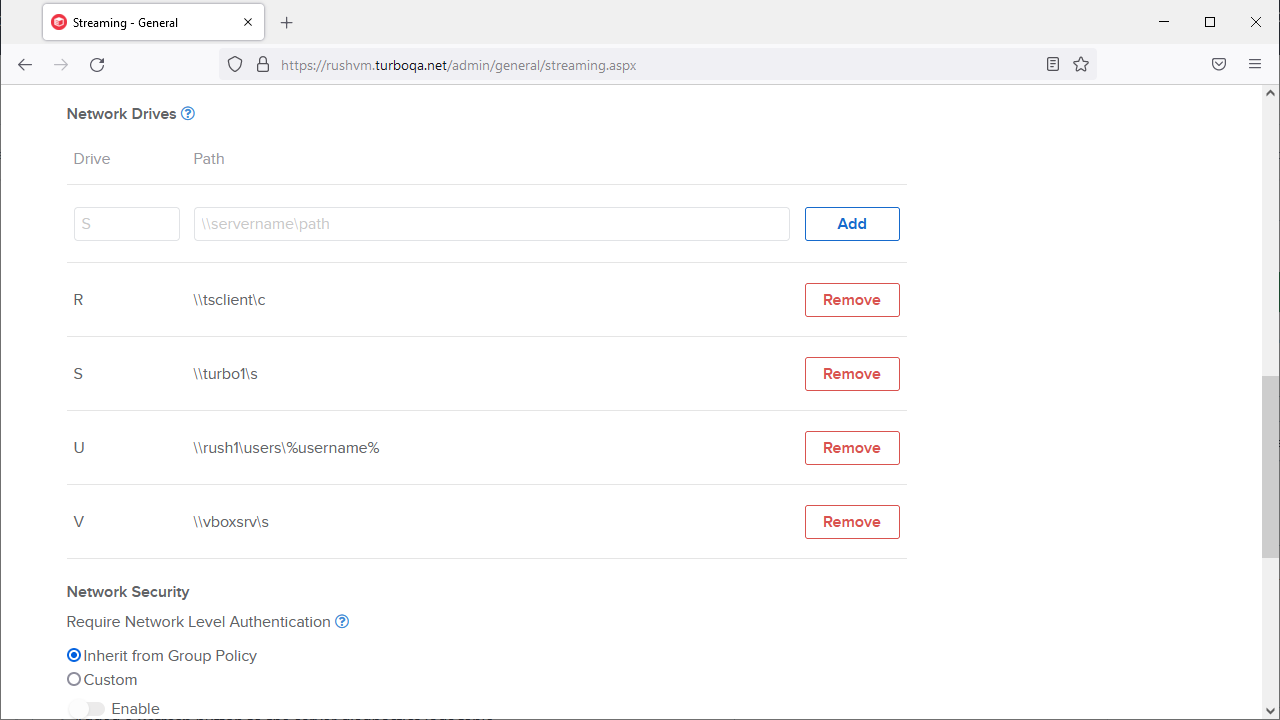 Streaming - General
https://rushvm.turboqa.net/admin/general/streaming.aspx
Network Drives
Drive Path
S \\servername\path Add
R \\tsclient\c Remove
S \\turbo1\s Remove
U \\rush1\users\%username% Remove
V \\vboxsrv\s Remove
Network Security
Require Network Level Authentication
Inherit from Group Policy
Custom
Enable